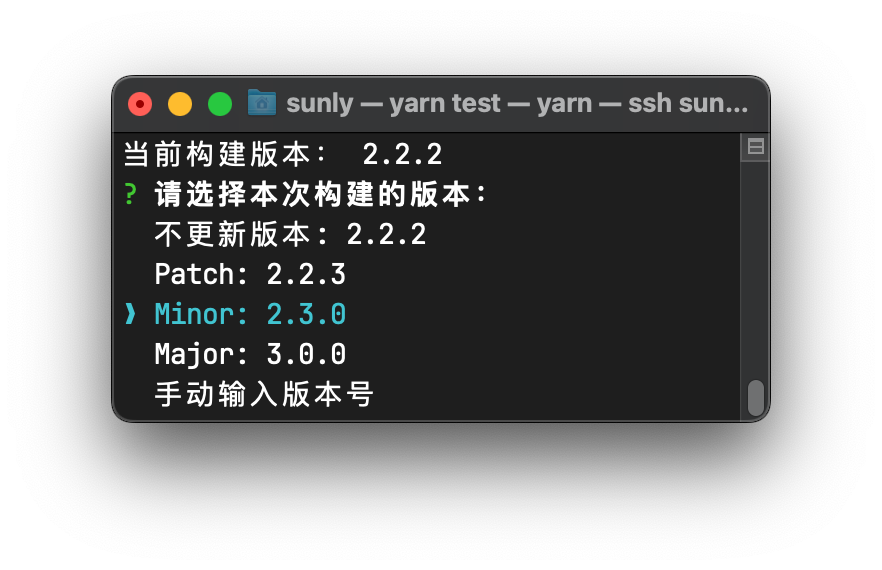 sunly — yarn test — yarn — ssh sun...
当前构建版本： 2.2.2
? 请选择本次构建的版本：
不更新版本: 2.2.2
Patch: 2.2.3
❯ Minor: 2.3.0
Major: 3.0.0
手动输入版本号